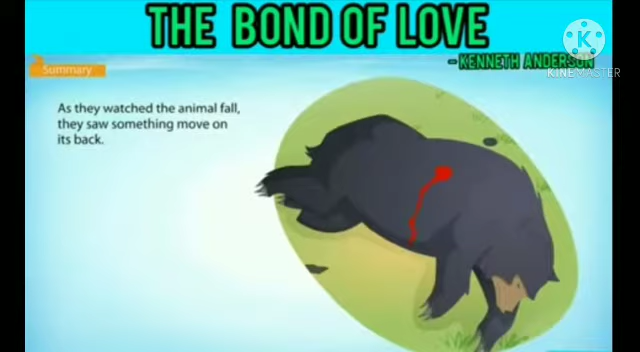 THE BOND OF LOVE
- KENNETH ANDERSON
KINEMASTER
Summary
As they watched the animal fall,
they saw something move on
its back.